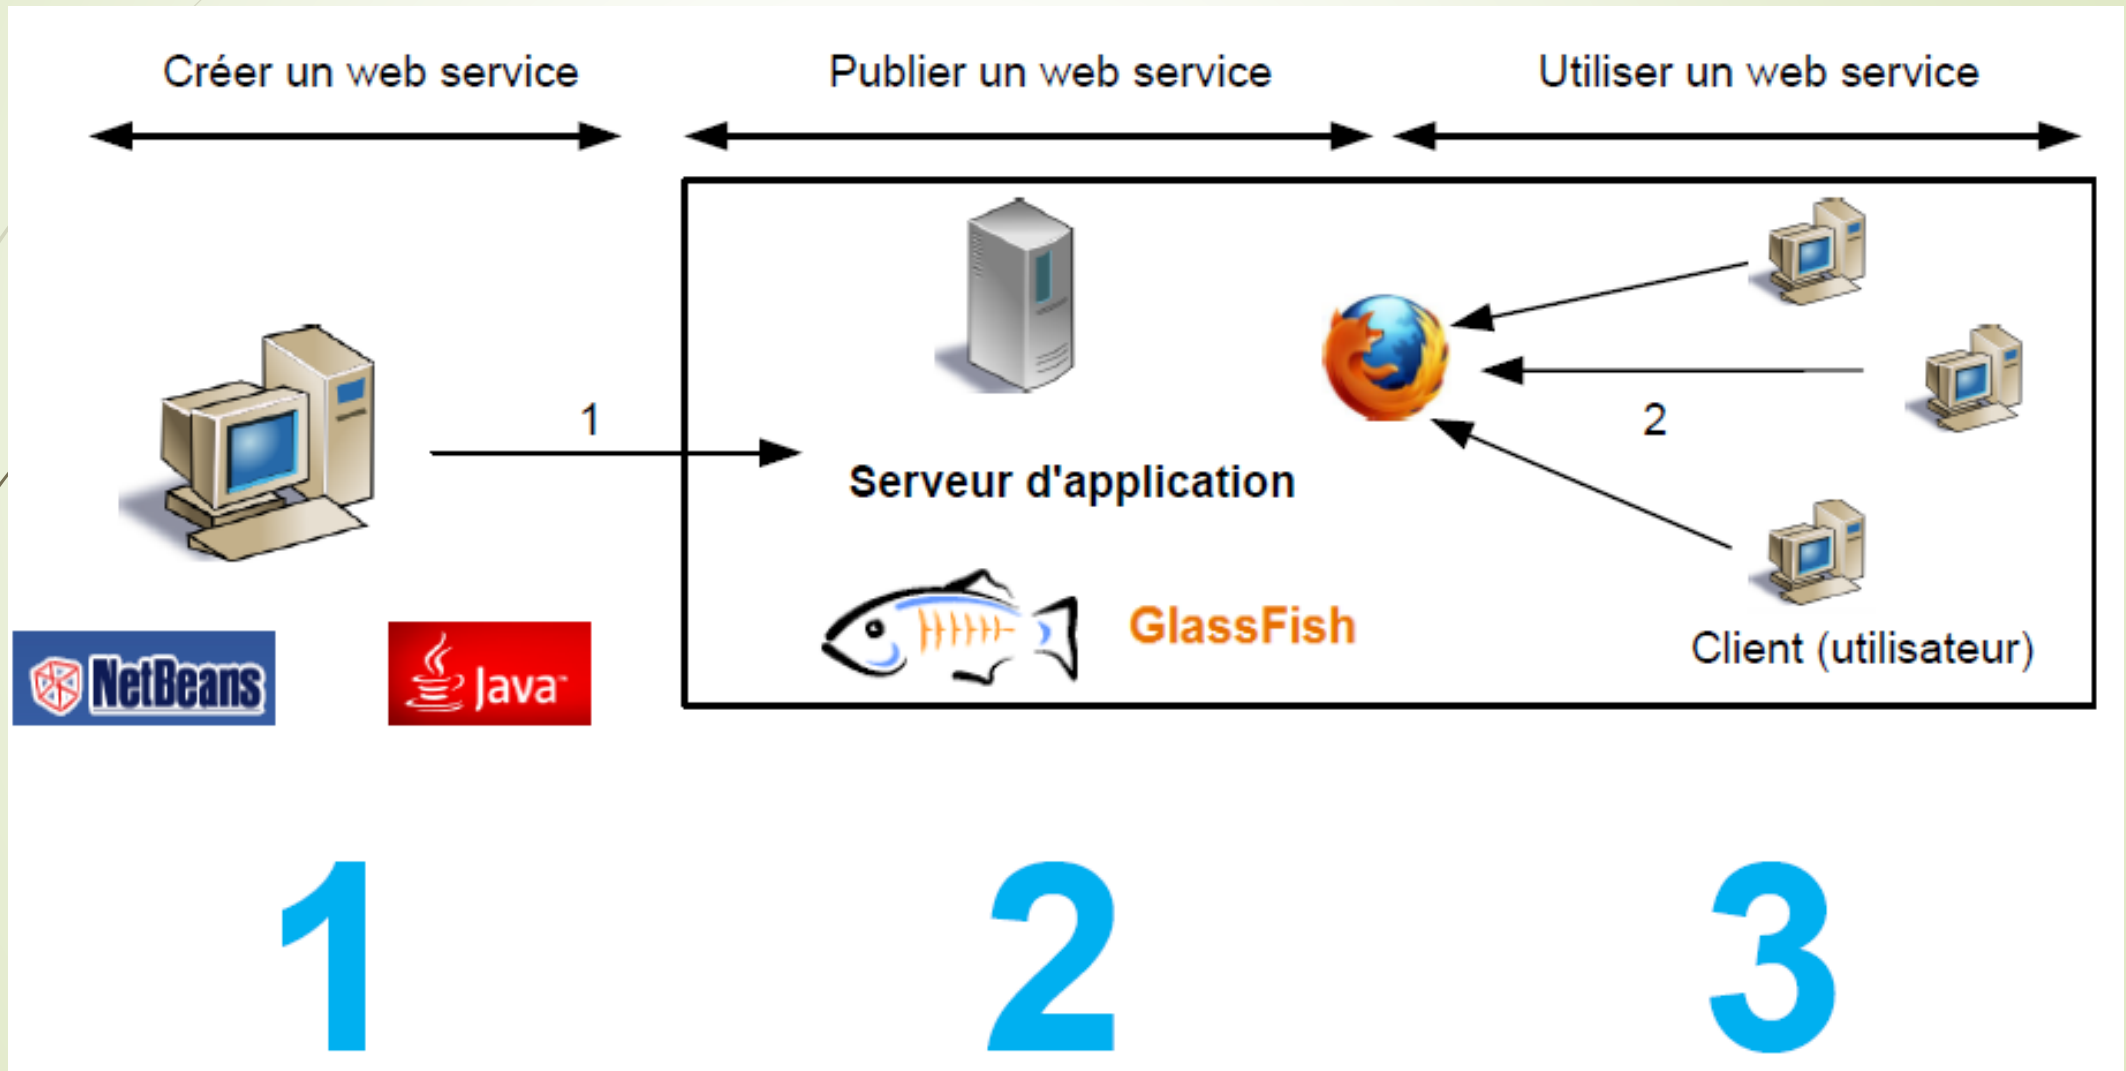 Créer un web service
Publier un web service
Utiliser un web service
1
2
Serveur d'application
GlassFish
Client (utilisateur)
NetBeans
Java™
1
2
3